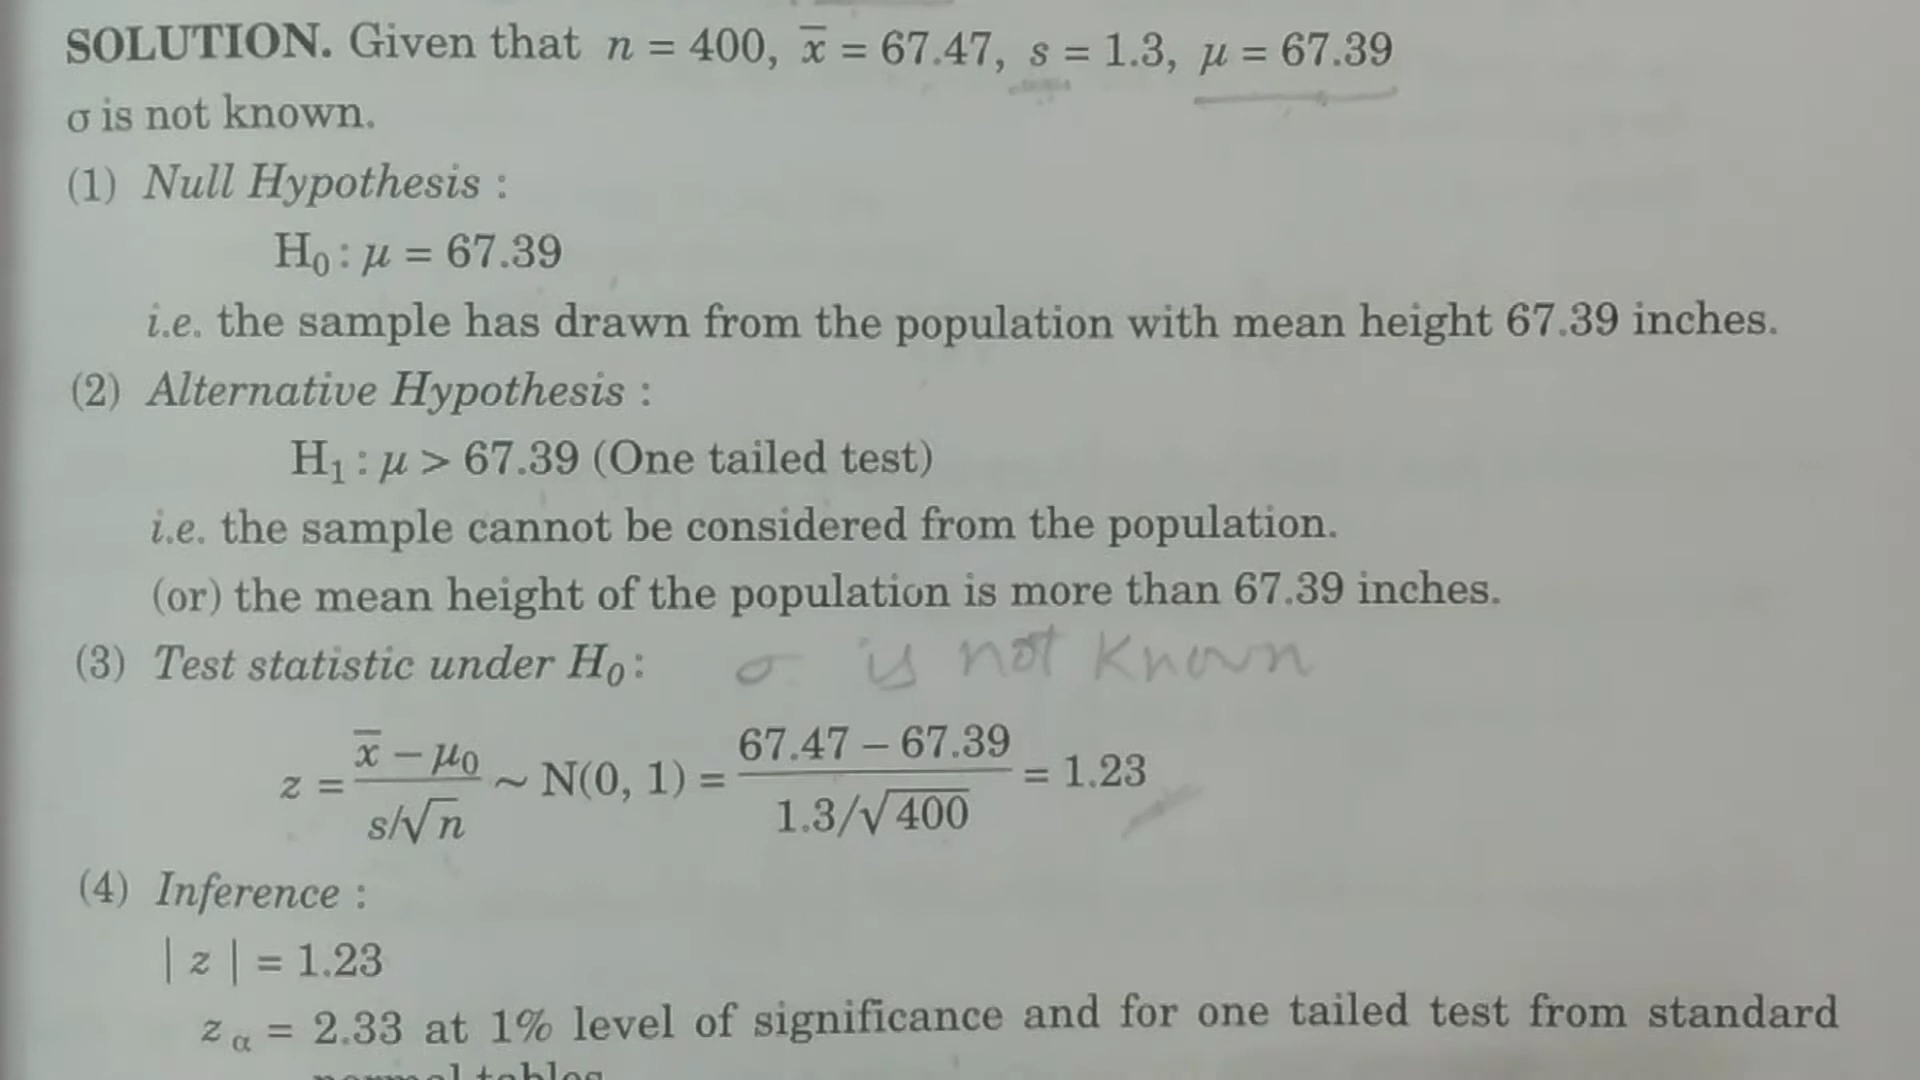 SOLUTION. Given that n = 400, x̄ = 67.47, s = 1.3, μ = 67.39
σ is not known.
(1) Null Hypothesis :
H₀ : μ = 67.39
i.e. the sample has drawn from the population with mean height 67.39 inches.
(2) Alternative Hypothesis :
H₁ : μ > 67.39 (One tailed test)
i.e. the sample cannot be considered from the population.
(or) the mean height of the population is more than 67.39 inches.
(3) Test statistic under H₀ : σ is not known
z = (x̄ – μ₀)/(s/√n) ~ N(0, 1) = (67.47 – 67.39)/(1.3/√400) = 1.23
(4) Inference :
| z | = 1.23
z α = 2.33 at 1% level of significance and for one tailed test from standard
normal tables